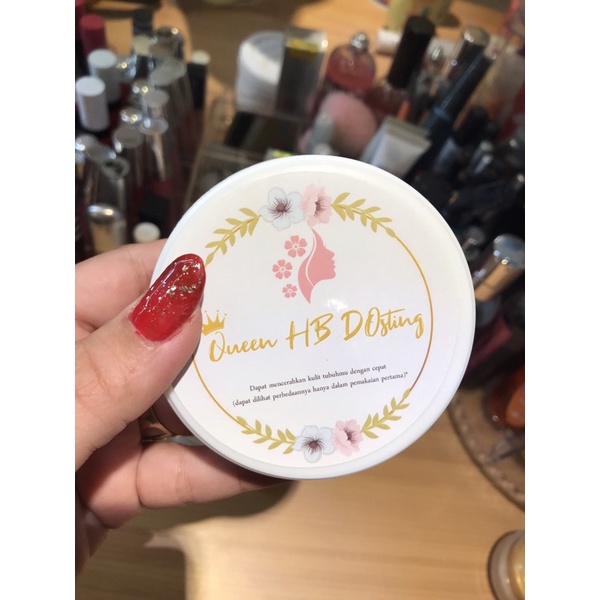 Queen HB DOsting
Dapat mencerahkan kulit tubuhmu dengan cepat
(dapat dilihat perbedaannya hanya dalam pemakaian pertama)*